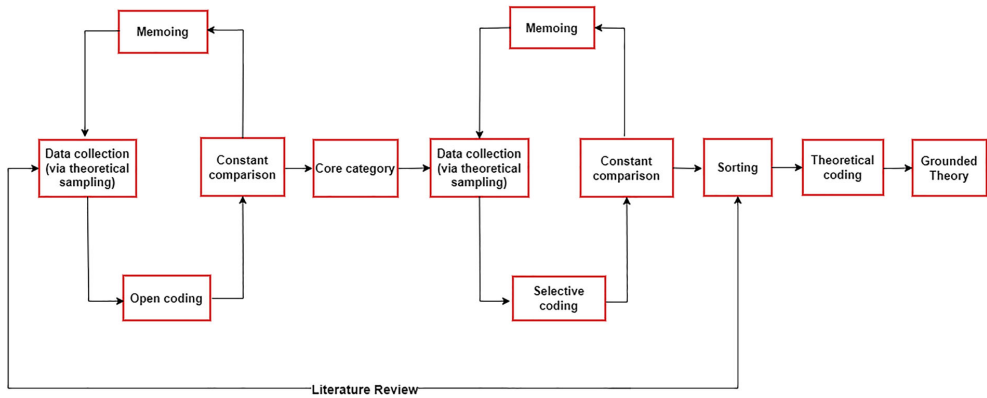 Memoing
Memoing
Data collection
(via theoretical
sampling)
Constant
comparison
Core category
Data collection
(via theoretical
sampling)
Constant
comparison
Sorting
Theoretical
coding
Grounded
Theory
Open coding
Selective
coding
Literature Review